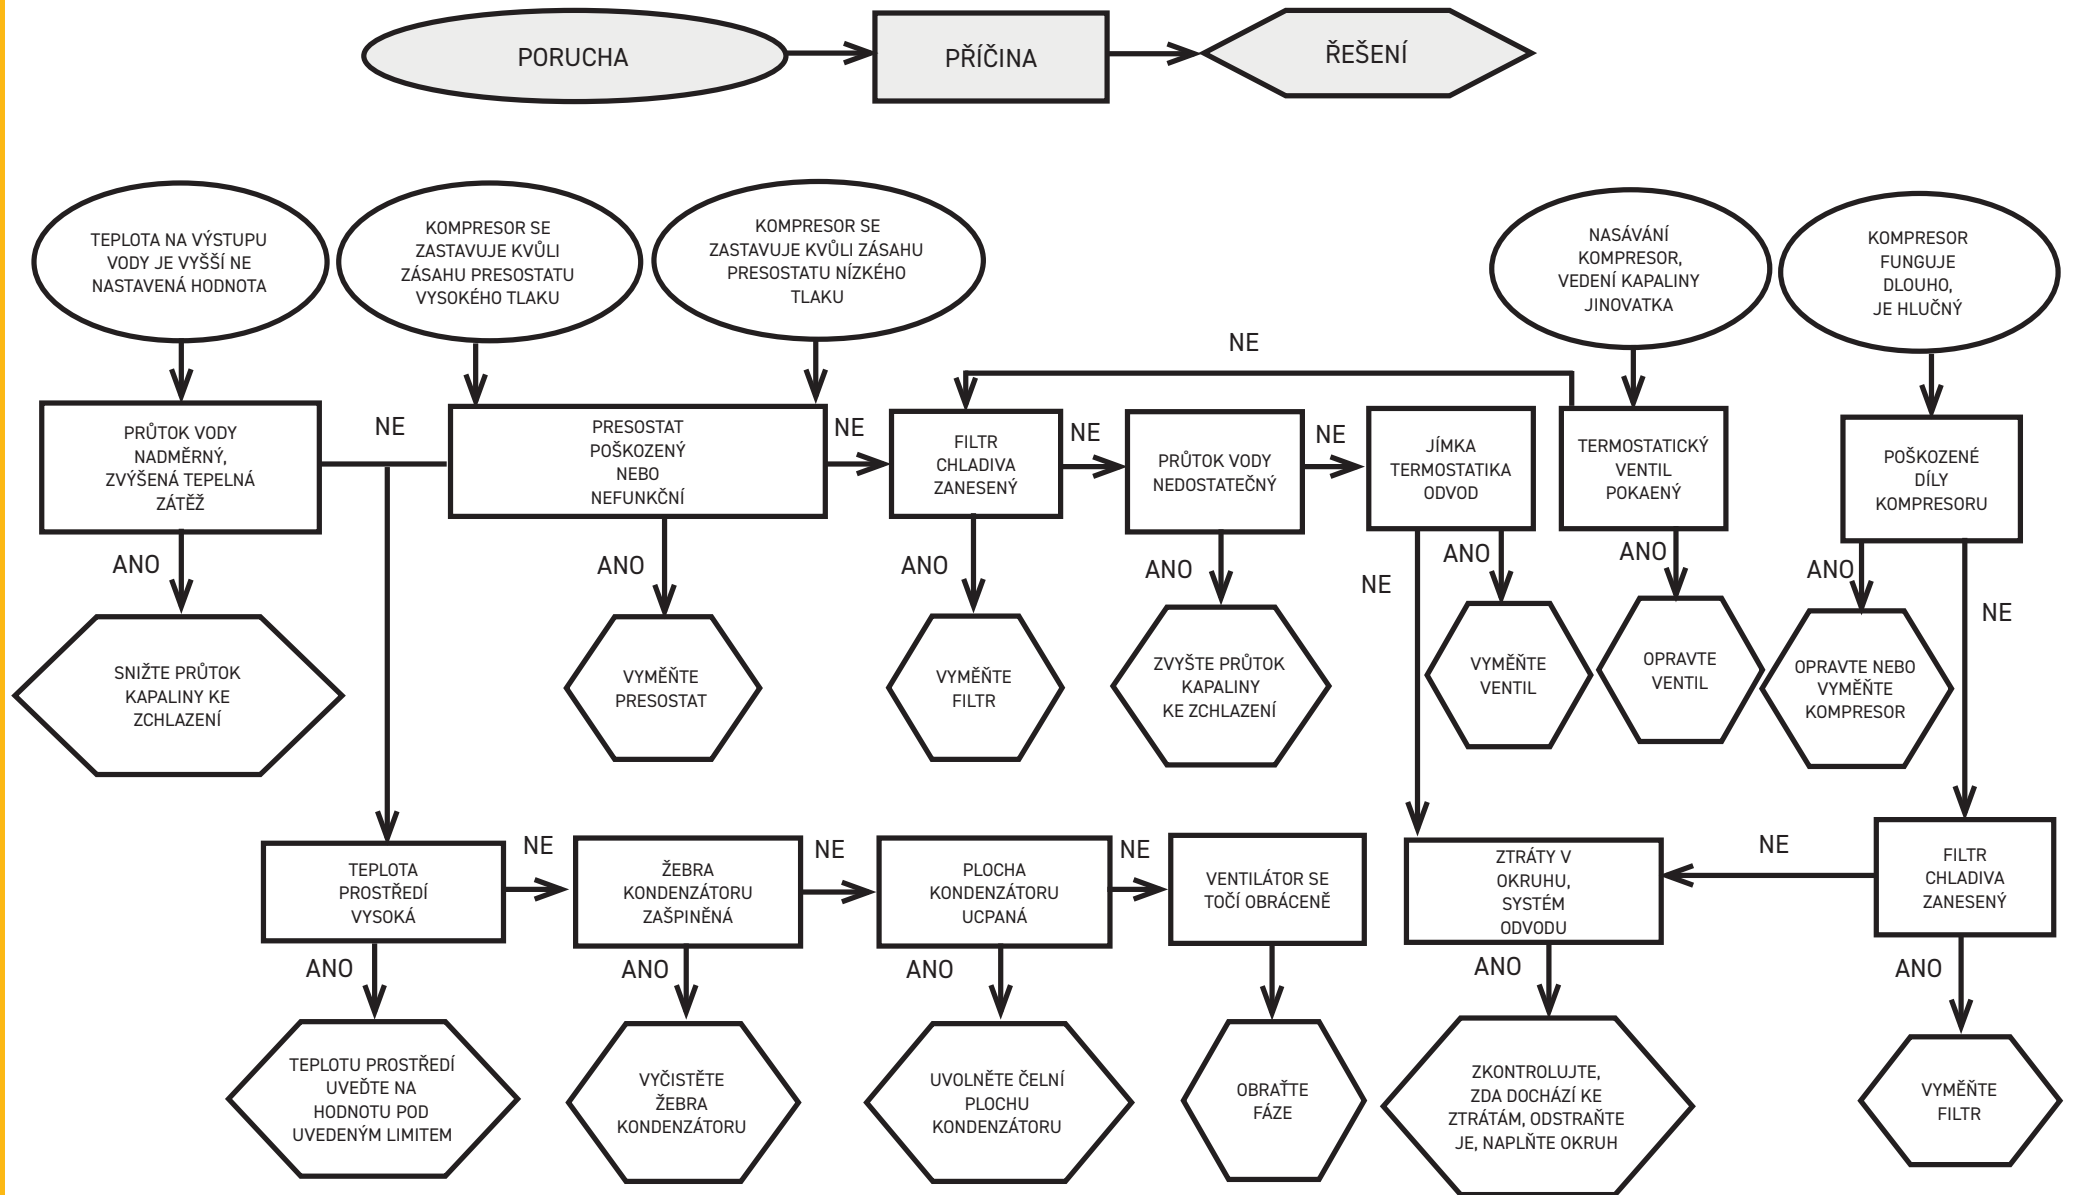 PORUCHA
PŘÍČINA
ŘEŠENÍ
TEPLOTA NA VÝSTUPU
VODY JE VYŠŠÍ NE
NASTAVENÁ HODNOTA
KOMPRESOR SE
ZASTAVUJE KVŮLI
ZÁSAHU PRESOSTATU
VYSOKÉHO TLAKU
KOMPRESOR SE
ZASTAVUJE KVŮLI ZÁSAHU
PRESOSTATU NÍZKÉHO
TLAKU
NASÁVÁNÍ
KOMPRESOR,
VEDENÍ KAPALINY
JINOVATKA
KOMPRESOR
FUNGUJE
DLOUHO,
JE HLUČNÝ
NE
PRŮTOK VODY
NADMĚRNÝ,
ZVÝŠENÁ TEPELNÁ
ZÁTĚŽ
NE
PRESOSTAT
POŠKOZENÝ
NEBO
NEFUNKČNÍ
NE
FILTR
CHLADIVA
ZANESENÝ
NE
PRŮTOK VODY
NEDOSTATEČNÝ
NE
JÍMKA
TERMOSTATIKA
ODVOD
TERMOSTATICKÝ
VENTIL
POKAENÝ
POŠKOZENÉ
DÍLY
KOMPRESORU
ANO
ANO
ANO
ANO
NE
ANO
ANO
ANO
NE
SNIŽTE PRŮTOK
KAPALINY KE
ZCHLAZENÍ
VYMĚŇTE
PRESOSTAT
VYMĚŇTE
FILTR
ZVYŠTE PRŮTOK
KAPALINY
KE ZCHLAZENÍ
VYMĚŇTE
VENTIL
OPRAVTE
VENTIL
OPRAVTE NEBO
VYMĚŇTE
KOMPRESOR
TEPLOTA
PROSTŘEDÍ
VYSOKÁ
NE
ŽEBRA
KONDENZÁTORU
ZAŠPINĚNÁ
NE
PLOCHA
KONDENZÁTORU
UCPANÁ
NE
VENTILÁTOR SE
TOČÍ OBRÁCENĚ
ZTRÁTY V
OKRUHU,
SYSTÉM
ODVODU
NE
FILTR
CHLADIVA
ZANESENÝ
ANO
ANO
ANO
ANO
ANO
TEPLOTU PROSTŘEDÍ
UVEĎTE NA
HODNOTU POD
UVEDENÝM LIMITEM
VYČISTĚTE
ŽEBRA
KONDENZÁTORU
UVOLNĚTE ČELNÍ
PLOCHU
KONDENZÁTORU
OBRAŤTE
FÁZE
ZKONTROLUJTE,
ZDA DOCHÁZÍ KE
ZTRÁTÁM, ODSTRAŇTE
JE, NAPLŇTE OKRUH
VYMĚŇTE
FILTR